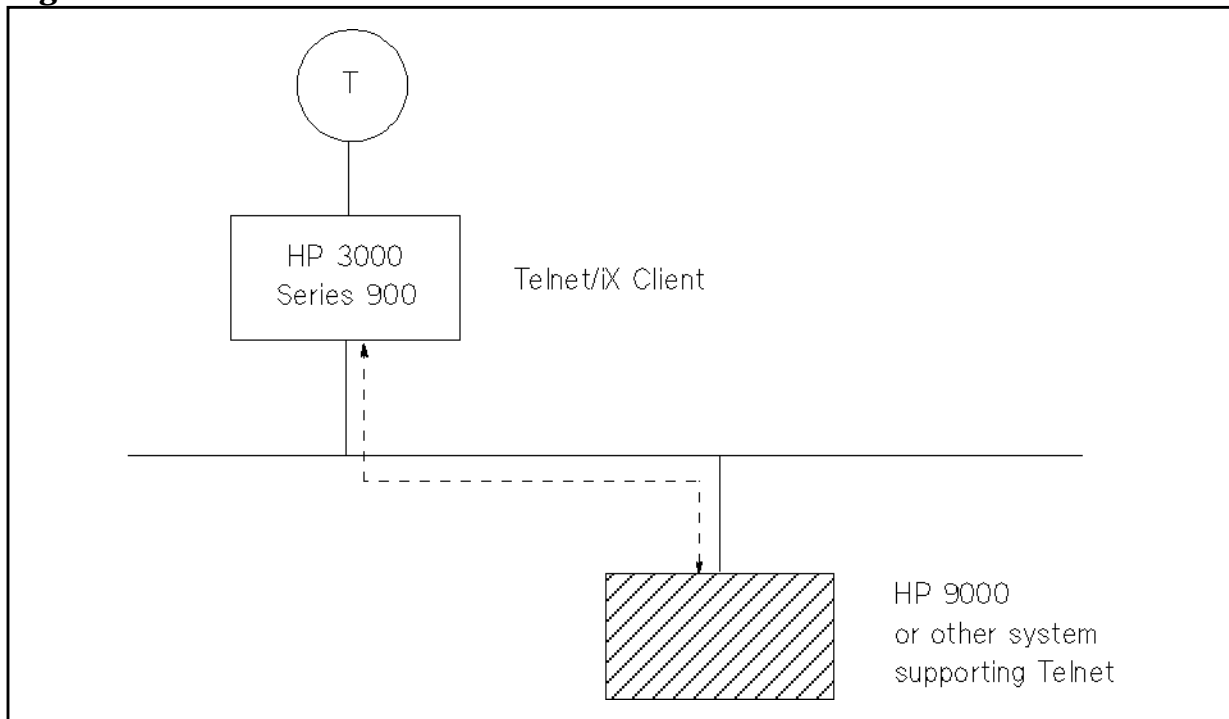 T
HP 3000
Series 900
Telnet/iX Client
HP 9000
or other system
supporting Telnet